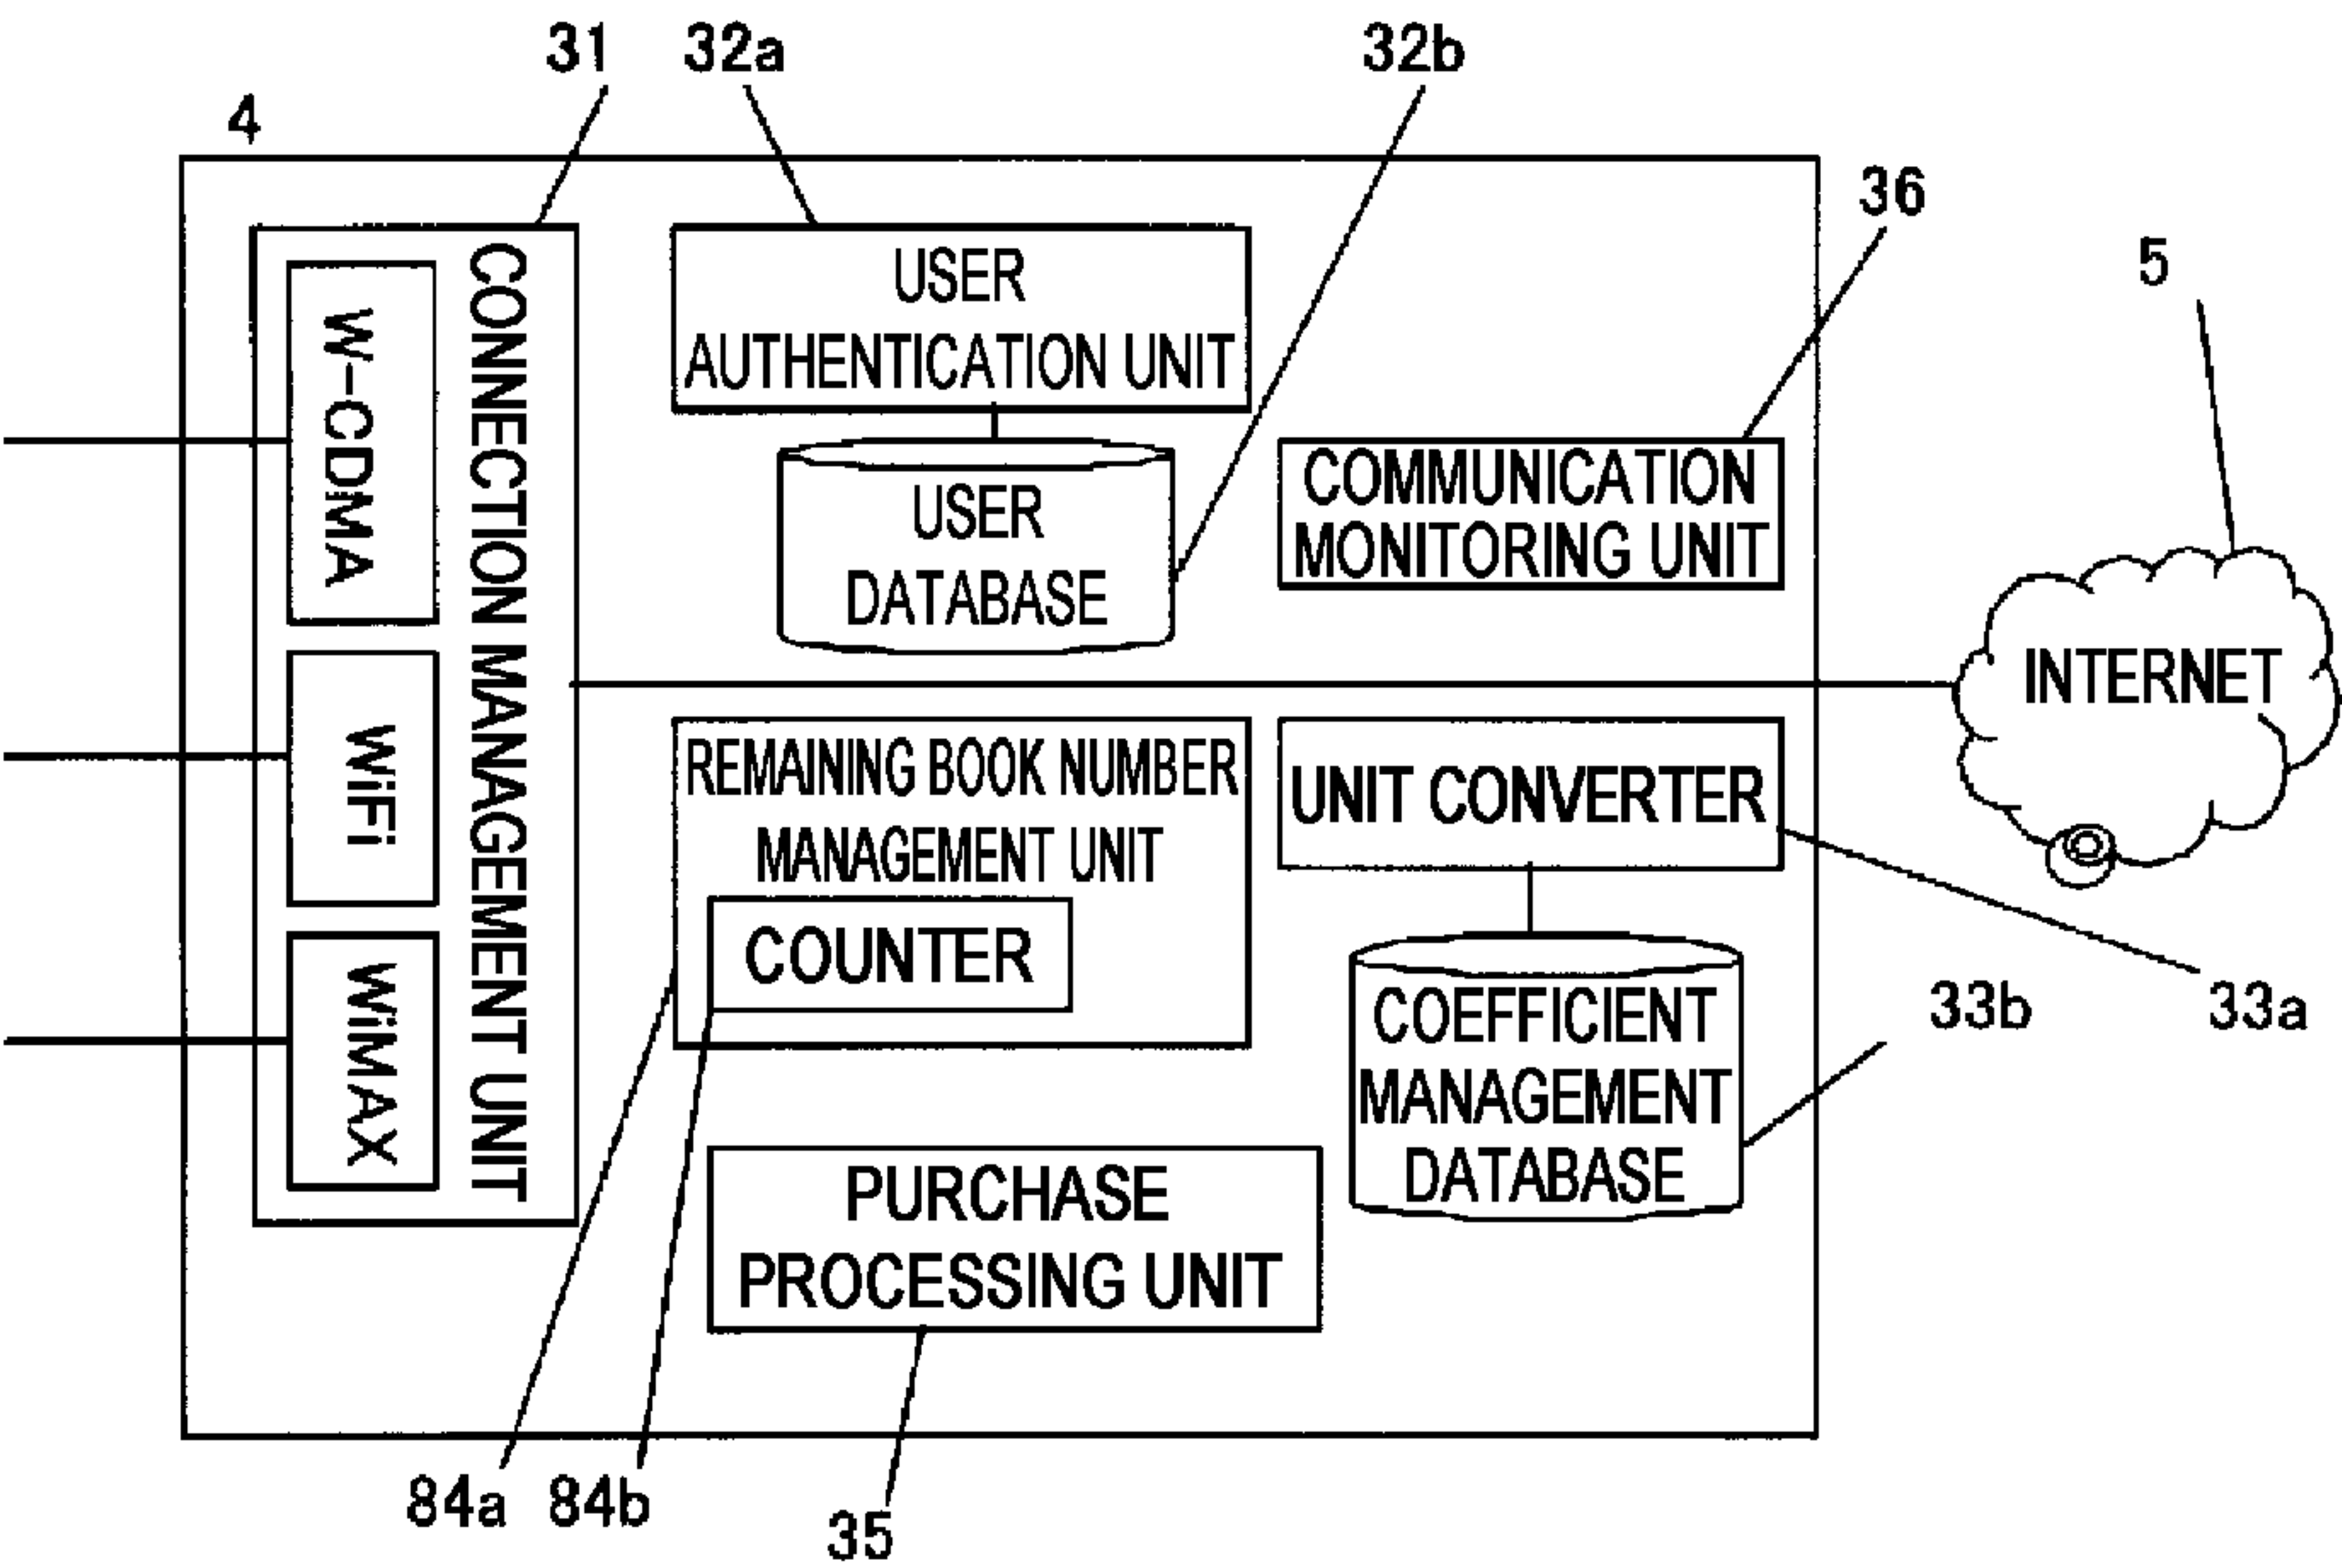 31
32a
32b
4
36
5
CONNECTION MANAGEMENT UNIT
W-CDMA
WiFi
WiMAX
USER
AUTHENTICATION UNIT
USER
DATABASE
COMMUNICATION
MONITORING UNIT
INTERNET
REMAINING BOOK NUMBER
MANAGEMENT UNIT
COUNTER
UNIT CONVERTER
COEFFICIENT
MANAGEMENT
DATABASE
33b
33a
PURCHASE
PROCESSING UNIT
84a
84b
35